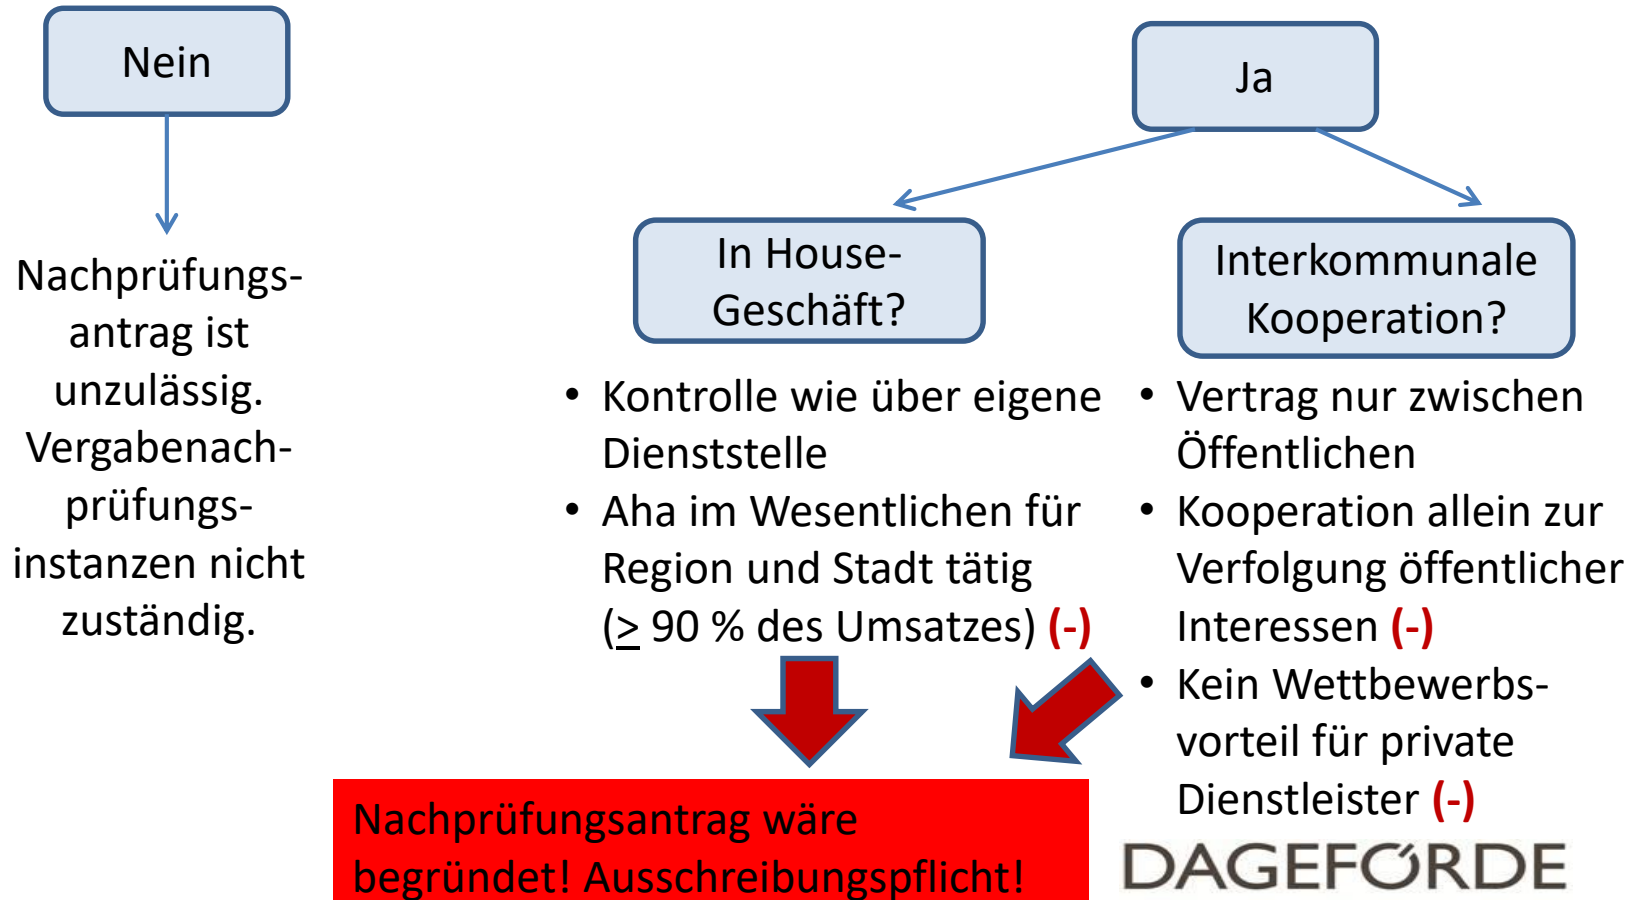 Nein
Nachprüfungs-
antrag ist
unzulässig.
Vergabenach-
prüfungs-
instanzen nicht
zuständig.
Ja
In House-
Geschäft?
• Kontrolle wie über eigene
Dienststelle
• Aha im Wesentlichen für
Region und Stadt tätig
(≥ 90 % des Umsatzes) (-)
Interkommunale
Kooperation?
• Vertrag nur zwischen
Öffentlichen
• Kooperation allein zur
Verfolgung öffentlicher
Interessen (-)
• Kein Wettbewerbs-
vorteil für private
Dienstleister (-)
Nachprüfungsantrag wäre
begründet! Ausschreibungspflicht!
DAGEFÖRDE